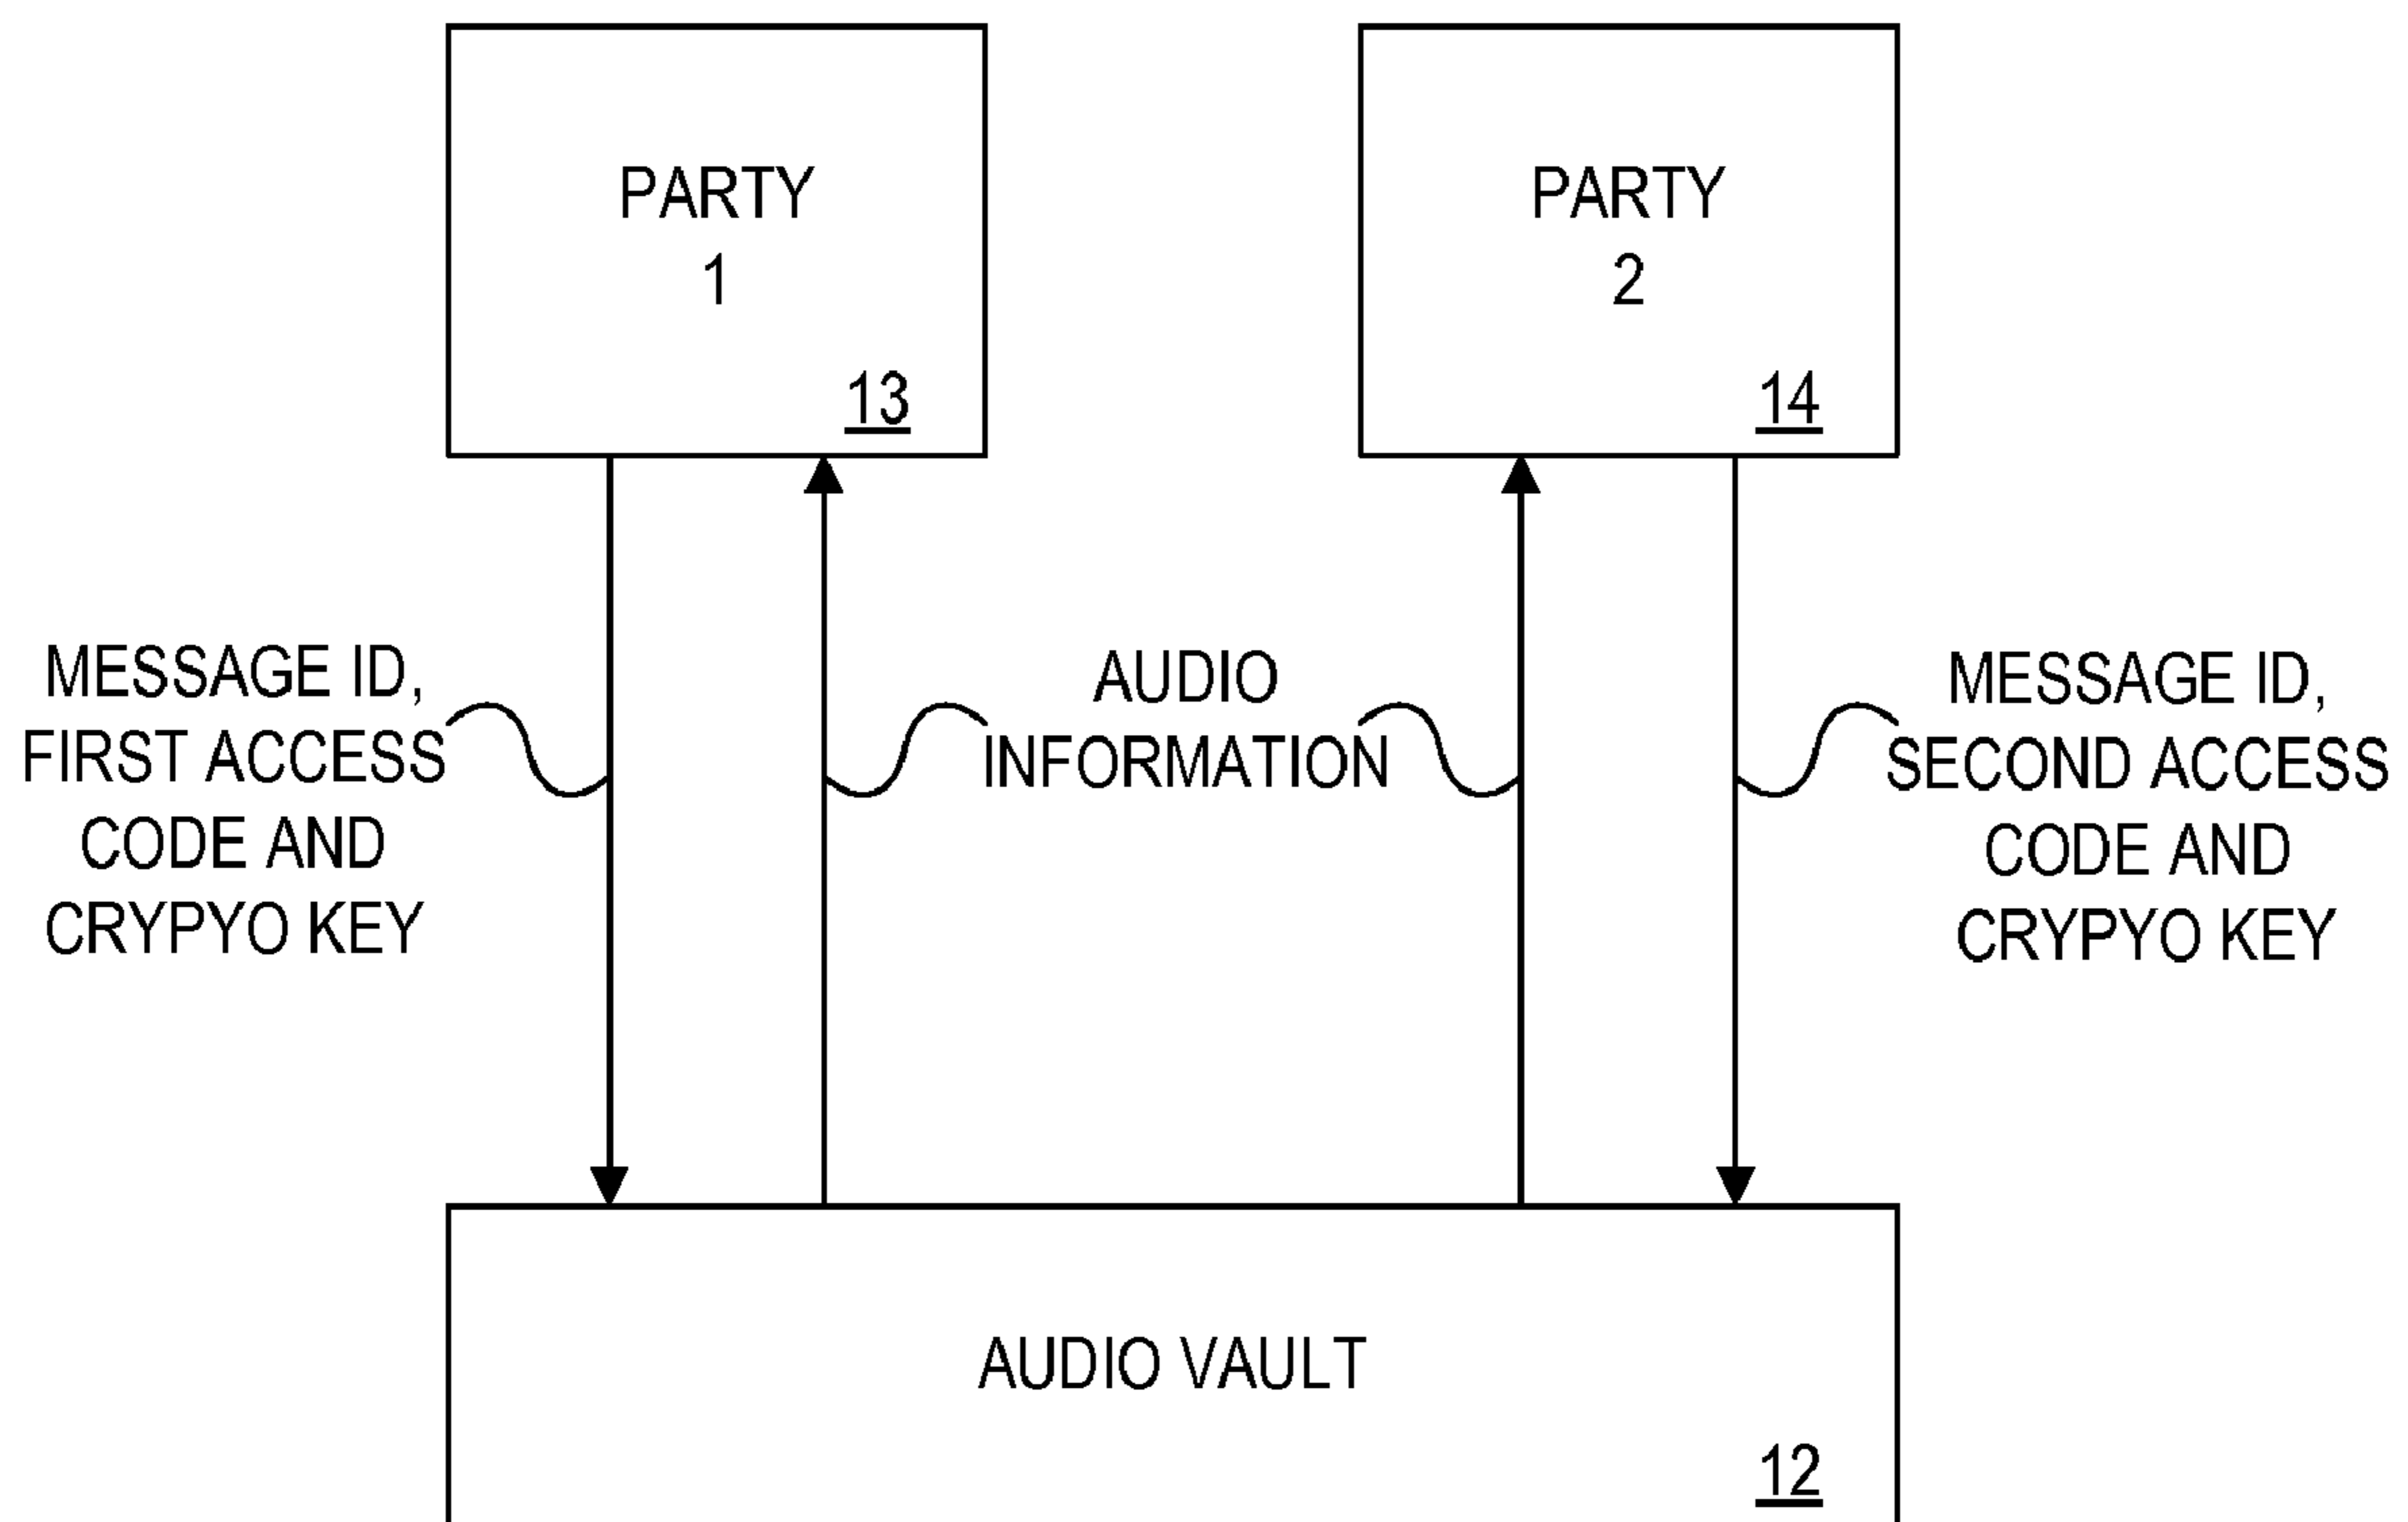 PARTY
1
13
PARTY
2
14
MESSAGE ID,
FIRST ACCESS
CODE AND
CRYPYO KEY
AUDIO
INFORMATION
MESSAGE ID,
SECOND ACCESS
CODE AND
CRYPYO KEY
AUDIO VAULT
12